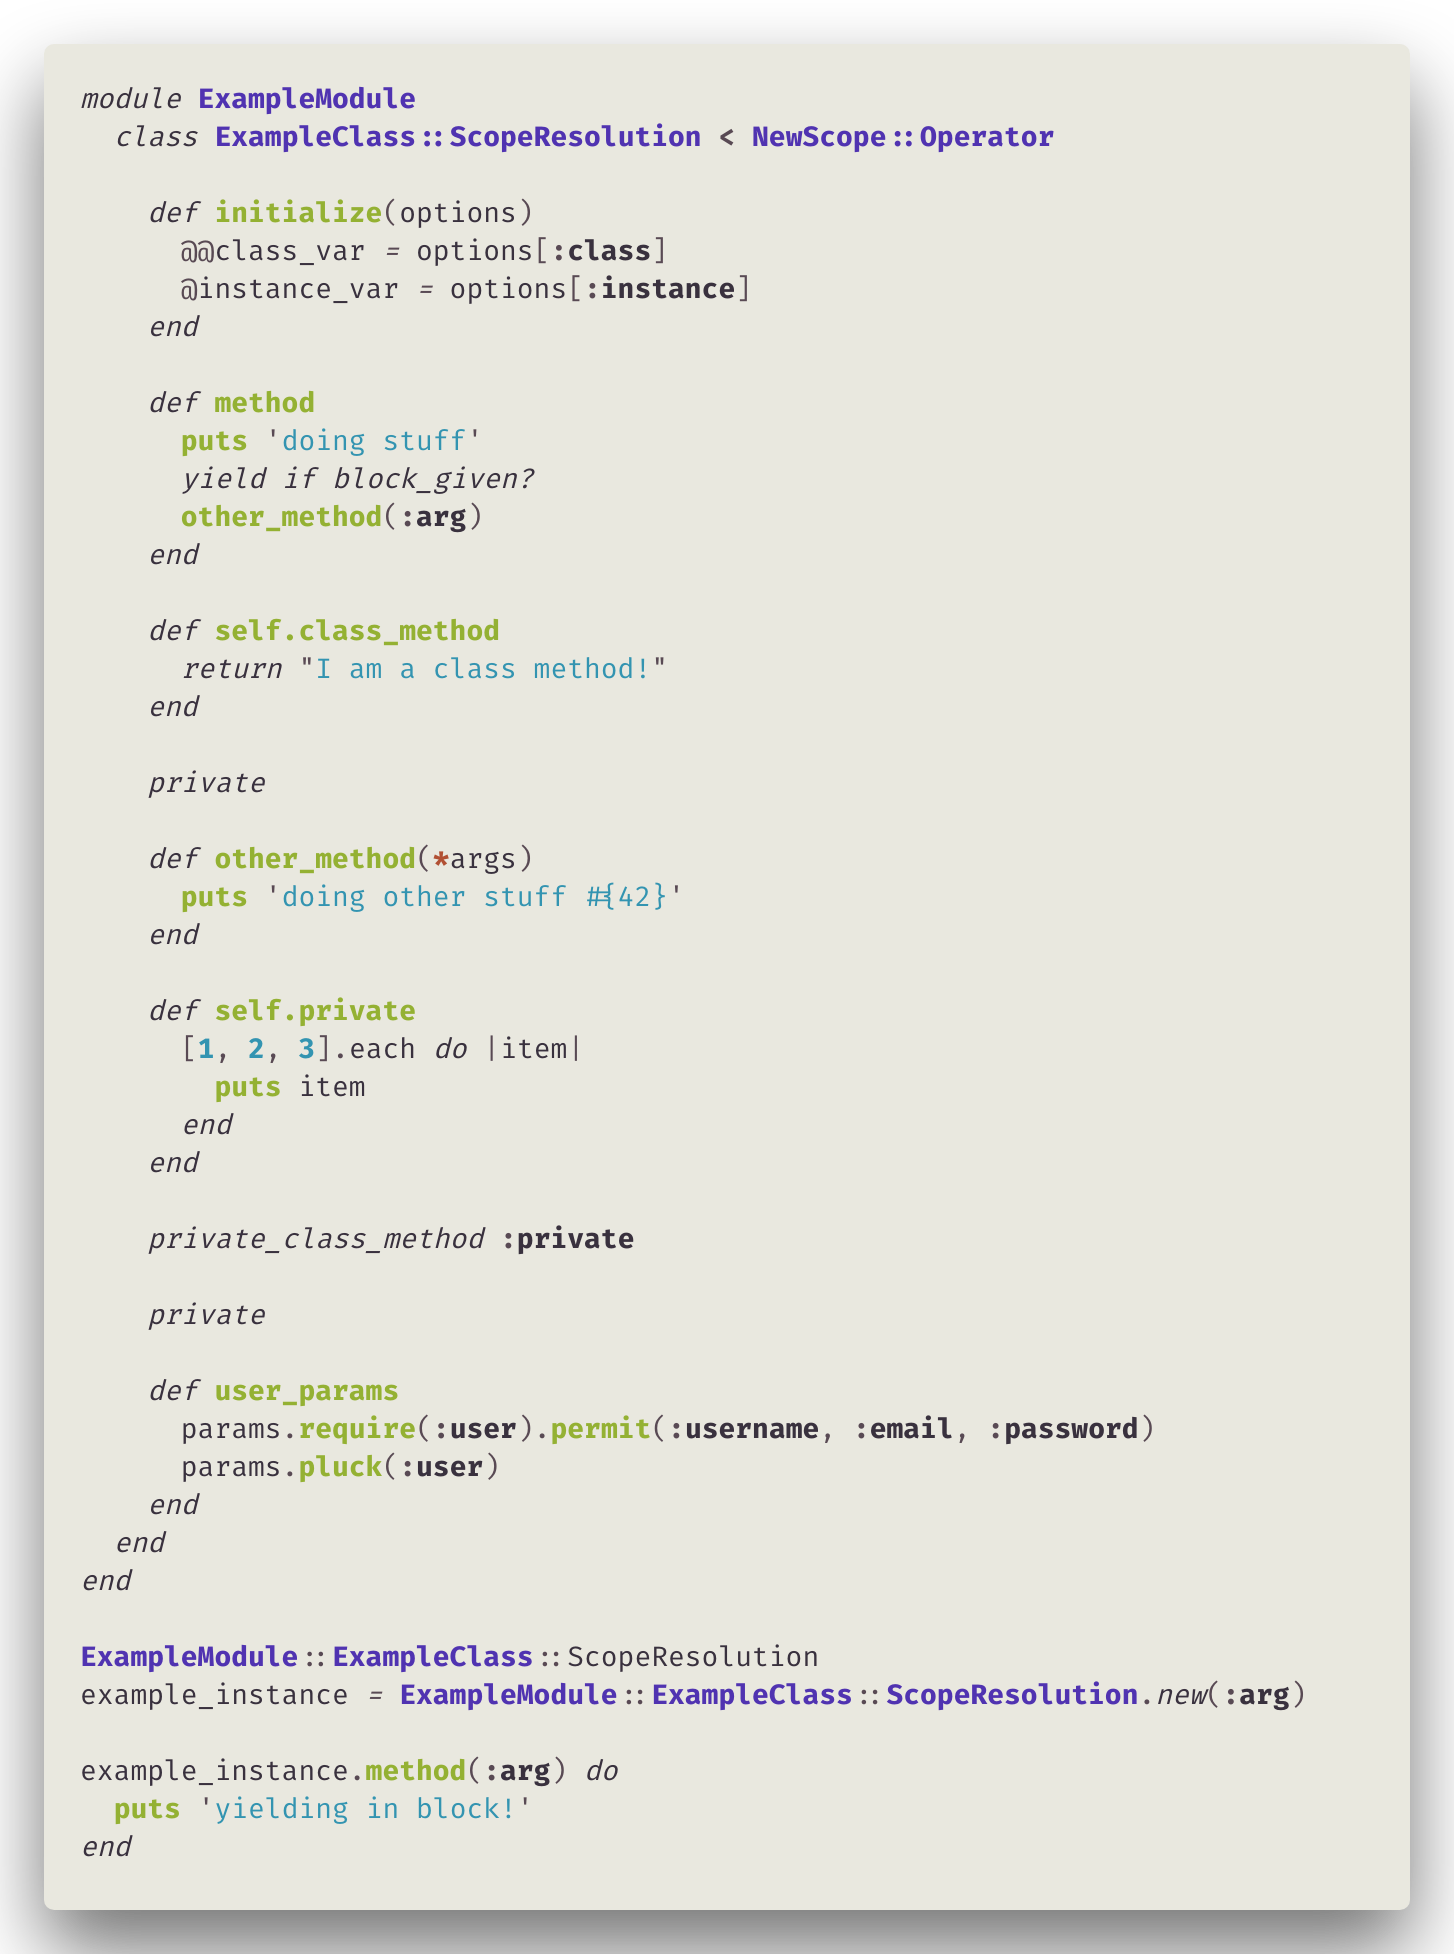 module ExampleModule
  class ExampleClass::ScopeResolution < NewScope::Operator

    def initialize(options)
      @@class_var = options[:class]
      @instance_var = options[:instance]
    end

    def method
      puts 'doing stuff'
      yield if block_given?
      other_method(:arg)
    end

    def self.class_method
      return "I am a class method!"
    end

    private

    def other_method(*args)
      puts 'doing other stuff #{42}'
    end

    def self.private
      [1, 2, 3].each do |item|
        puts item
      end
    end

    private_class_method :private

    private

    def user_params
      params.require(:user).permit(:username, :email, :password)
      params.pluck(:user)
    end
  end
end

ExampleModule::ExampleClass::ScopeResolution
example_instance = ExampleModule::ExampleClass::ScopeResolution.new(:arg)

example_instance.method(:arg) do
  puts 'yielding in block!'
end